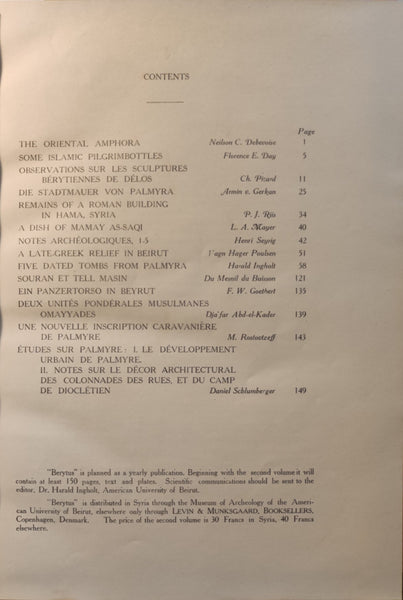 CONTENTS
Page
THE ORIENTAL AMPHORA Neilson C. Debevoise 1
SOME ISLAMIC PILGRIMBOTTLES Florence E. Day 5
OBSERVATIONS SUR LES SCULPTURES
BÉRYTIENNES DE DÉLOS Ch. Picard 11
DIE STADTMAUER VON PALMYRA Armin v. Gerkan 25
REMAINS OF A ROMAN BUILDING
IN HAMA, SYRIA P. J. Riis 34
A DISH OF MAMAY AS-SAQI L. A. Mayer 40
NOTES ARCHÉOLOGIQUES, 1-5 Henri Seyrig 42
A LATE-GREEK RELIEF IN BEIRUT Vagn Hager Poulsen 51
FIVE DATED TOMBS FROM PALMYRA Harald Ingholt 58
SOURAN ET TELL MASIN Du Mesnil du Buisson 121
EIN PANZERTORSO IN BEYRUT F. W. Goethert 135
DEUX UNITÉS PONDÉRALES MUSULMANES
OMAYYADES Dja'far Abd-el-Kader 139
UNE NOUVELLE INSCRIPTION CARAVANIÈRE
DE PALMYRE M. Rostovtzeff 143
ÉTUDES SUR PALMYRE: I. LE DÉVELOPPEMENT
URBAIN DE PALMYRE.
II. NOTES SUR LE DÉCOR ARCHITECTURAL
DES COLONNADES DES RUES, ET DU CAMP
DE DIOCLÉTIEN Daniel Schlumberger 149
"Berytus" is planned as a yearly publication. Beginning with the second volume it will
contain at least 150 pages, text and plates. Scientific communications should be sent to the
editor, Dr. Harald Ingholt, American University of Beirut.
"Berytus" is distributed in Syria through the Museum of Archeology of the Ameri-
can University of Beirut, elsewhere only through LEVIN & MUNKSGAARD, BOOKSELLERS,
Copenhagen, Denmark. The price of the second volume is 30 Francs in Syria, 40 Francs
elsewhere.